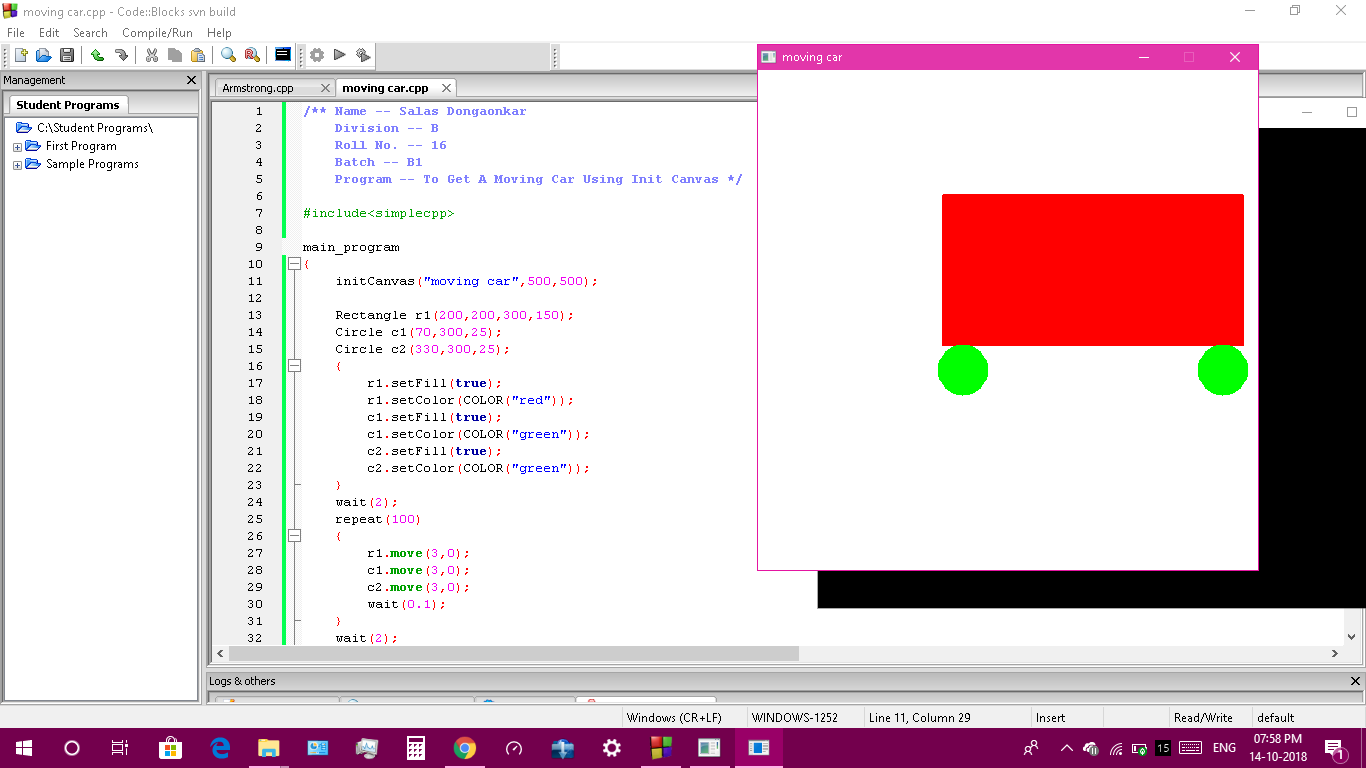 moving car.cpp - Code::Blocks svn build
File Edit Search Compile/Run Help
Management
Student Programs
C:\Student Programs\
First Program
Sample Programs
Armstrong.cpp
moving car.cpp
1 /** Name -- Salas Dongaonkar
2 Division -- B
3 Roll No. -- 16
4 Batch -- B1
5 Program -- To Get A Moving Car Using Init Canvas */
6
7 #include<simplecpp>
8
9 main_program
10 {
11 initCanvas("moving car",500,500);
12
13 Rectangle r1(200,200,300,150);
14 Circle c1(70,300,25);
15 Circle c2(330,300,25);
16 {
17 r1.setFill(true);
18 r1.setColor(COLOR("red"));
19 c1.setFill(true);
20 c1.setColor(COLOR("green"));
21 c2.setFill(true);
22 c2.setColor(COLOR("green"));
23 }
24 wait(2);
25 repeat(100)
26 {
27 r1.move(3,0);
28 c1.move(3,0);
29 c2.move(3,0);
30 wait(0.1);
31 }
32 wait(2);
moving car
Logs & others
Windows (CR+LF) WINDOWS-1252 Line 11, Column 29 Insert Read/Write default
15 ENG 07:58 PM
14-10-2018
1